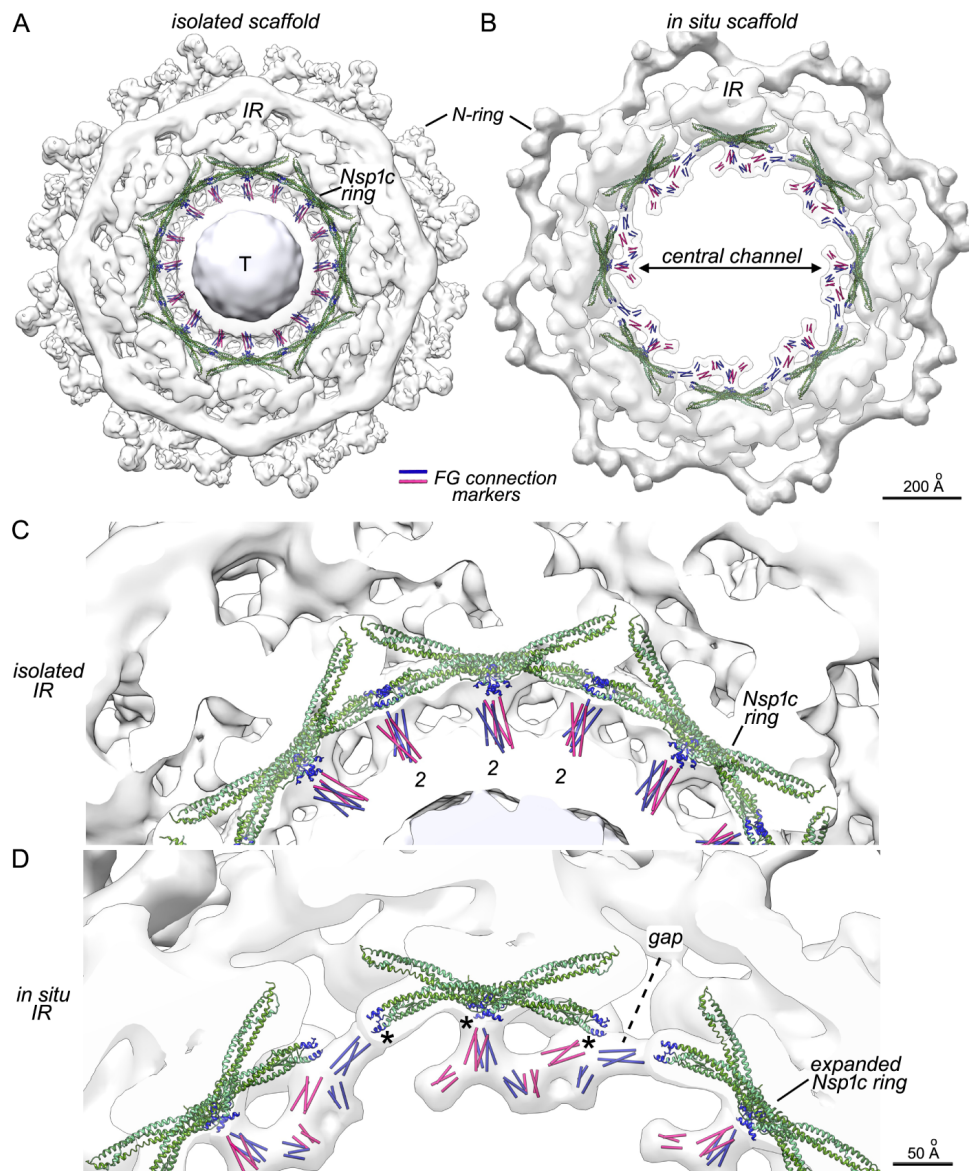 A
isolated scaffold
B
in situ scaffold
IR
N-ring
IR
Nsp1c
ring
T
central channel
FG connection
markers
200 Å
C
isolated
IR
Nsp1c
ring
2
2
2
D
in situ
IR
gap
*
*
*
expanded
Nsp1c ring
50 Å